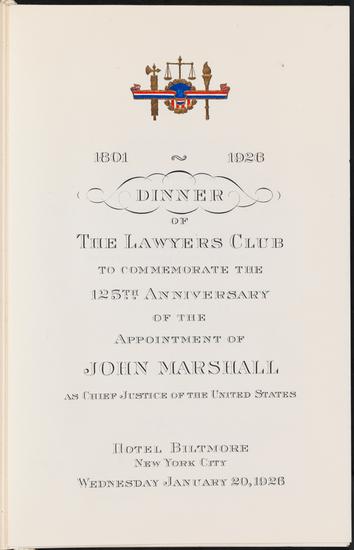 1801 ~ 1926
DINNER
OF
THE LAWYERS CLUB
TO COMMEMORATE THE
125TH ANNIVERSARY
OF THE
APPOINTMENT OF
JOHN MARSHALL
AS CHIEF JUSTICE OF THE UNITED STATES
HOTEL BILTMORE
NEW YORK CITY
WEDNESDAY JANUARY 20, 1926